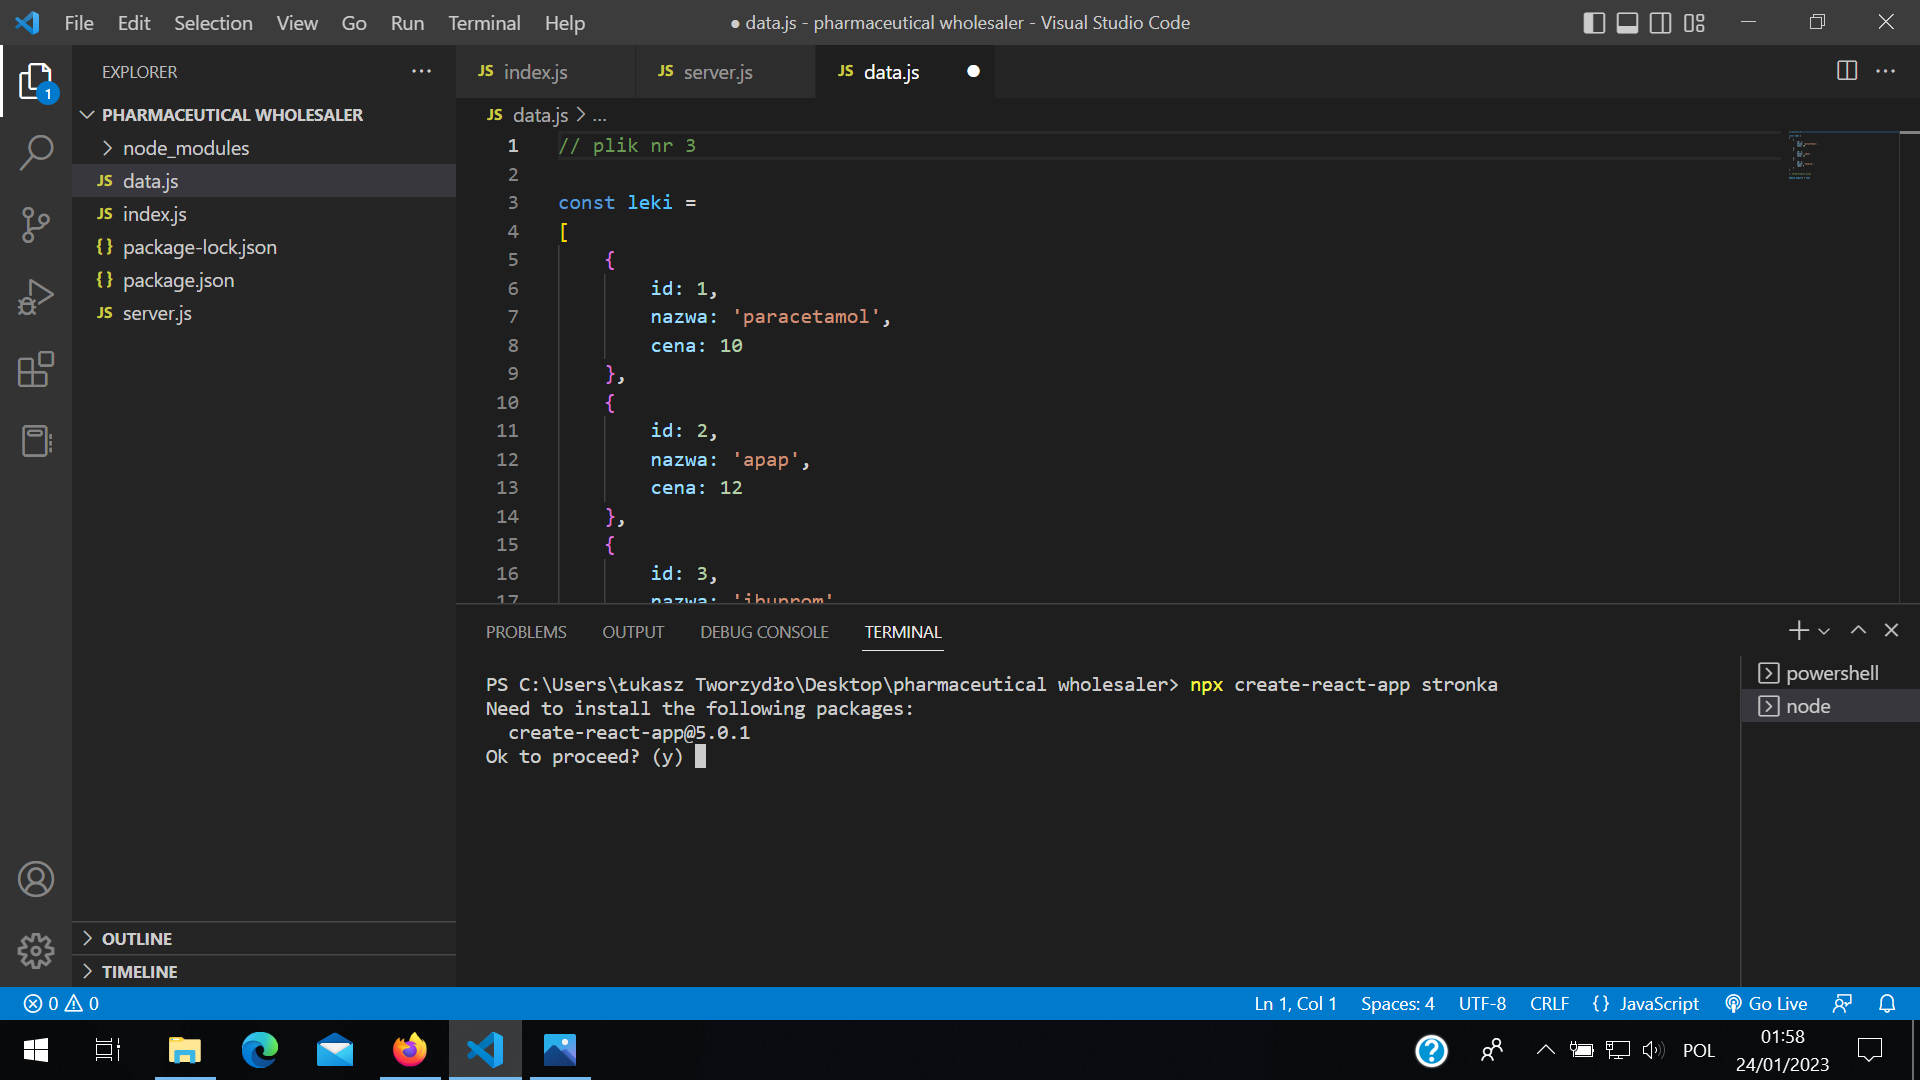 File Edit Selection View Go Run Terminal Help
● data.js - pharmaceutical wholesaler - Visual Studio Code
EXPLORER
1
PHARMACEUTICAL WHOLESALER
node_modules
JS data.js
JS index.js
{} package-lock.json
{} package.json
JS server.js
OUTLINE
TIMELINE
JS index.js
JS server.js
JS data.js
JS data.js > ...
1 // plik nr 3
2
3 const leki =
4 [
5 {
6 id: 1,
7 nazwa: 'paracetamol',
8 cena: 10
9 },
10 {
11 id: 2,
12 nazwa: 'apap',
13 cena: 12
14 },
15 {
16 id: 3,
17 nazwa: 'ibuprom'
PROBLEMS OUTPUT DEBUG CONSOLE TERMINAL
PS C:\Users\Łukasz Tworzydło\Desktop\pharmaceutical wholesaler> npx create-react-app stronka
Need to install the following packages:
create-react-app@5.0.1
Ok to proceed? (y)
powershell
node
0 0
Ln 1, Col 1 Spaces: 4 UTF-8 CRLF {} JavaScript Go Live
POL
01:58
24/01/2023